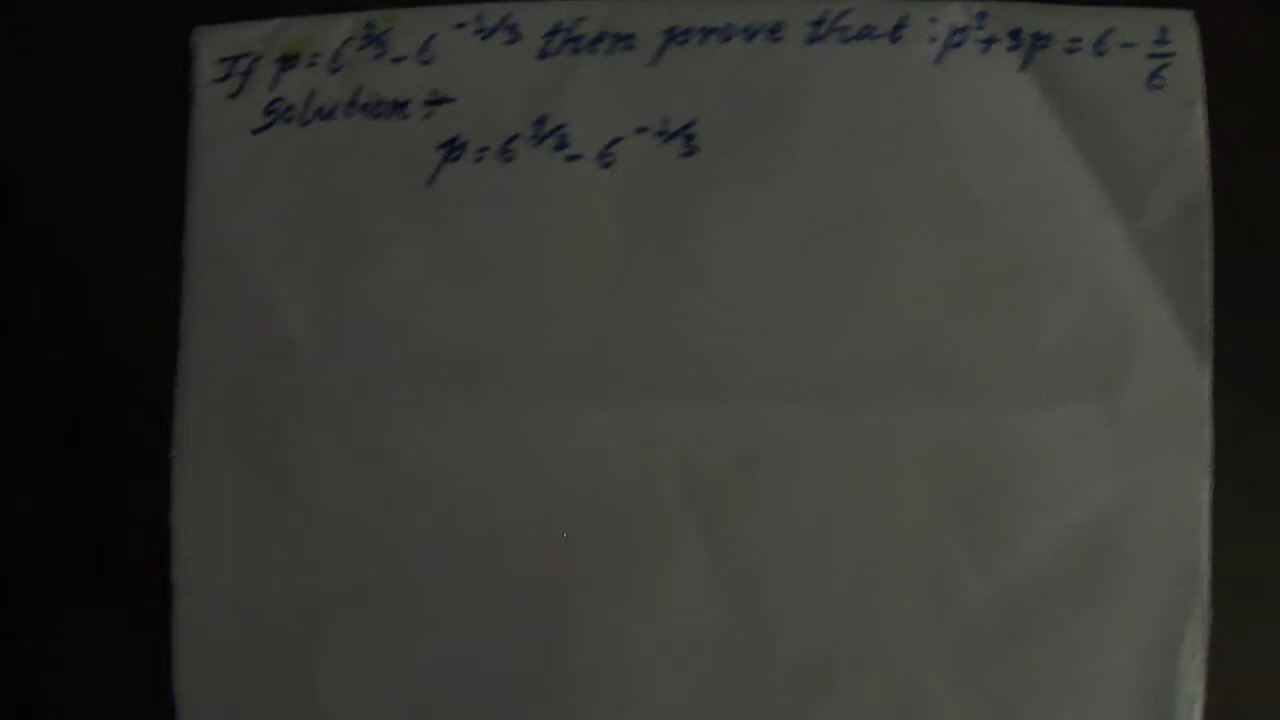 If p = 6^1/3 - 6^-1/3 then prove that : p^3 + 3p = 6 - 1/6
Solution :-
p = 6^1/3 - 6^-1/3